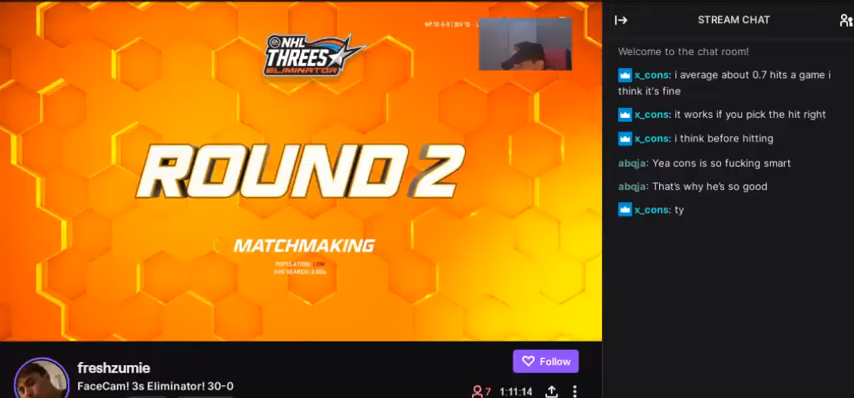 STREAM CHAT
NHL
THREES
ELIMINATOR
Welcome to the chat room!
x_cons: i average about 0.7 hits a game i
think it's fine
x_cons: it works if you pick the hit right
x_cons: i think before hitting
abqja: Yea cons is so fucking smart
abqja: That's why he's so good
x_cons: ty
ROUND 2
MATCHMAKING
POPULATION: LOW
freshzumie
Follow
FaceCam! 3s Eliminator! 30-0
7 1:11:14